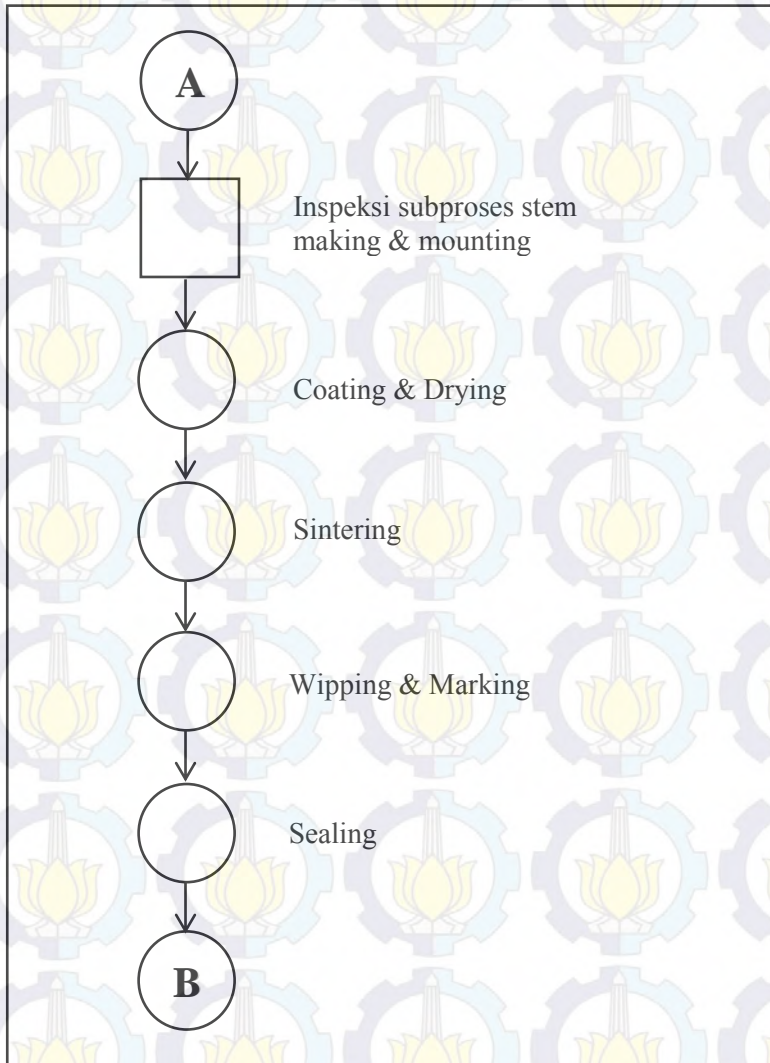 A
Inspeksi subproses stem
making & mounting
Coating & Drying
Sintering
Wipping & Marking
Sealing
B